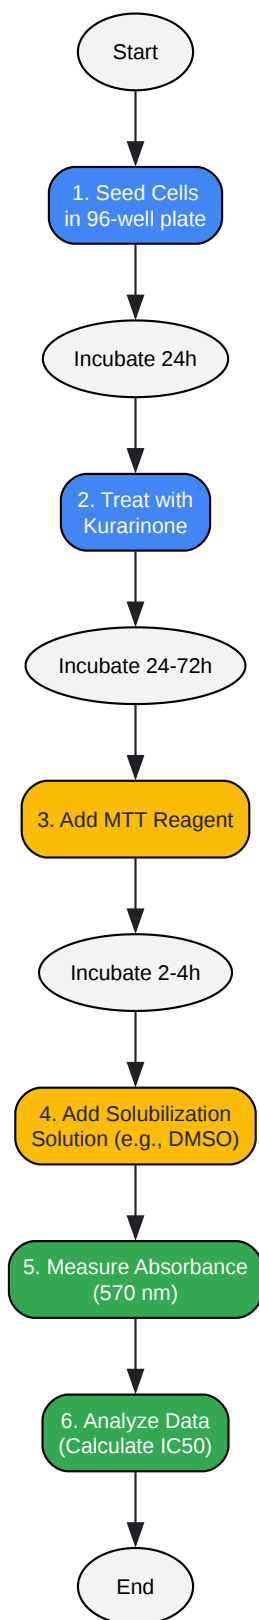 Start
1. Seed Cells
in 96-well plate
Incubate 24h
2. Treat with
Kurarinone
Incubate 24-72h
3. Add MTT Reagent
Incubate 2-4h
4. Add Solubilization
Solution (e.g., DMSO)
5. Measure Absorbance
(570 nm)
6. Analyze Data
(Calculate IC50)
End